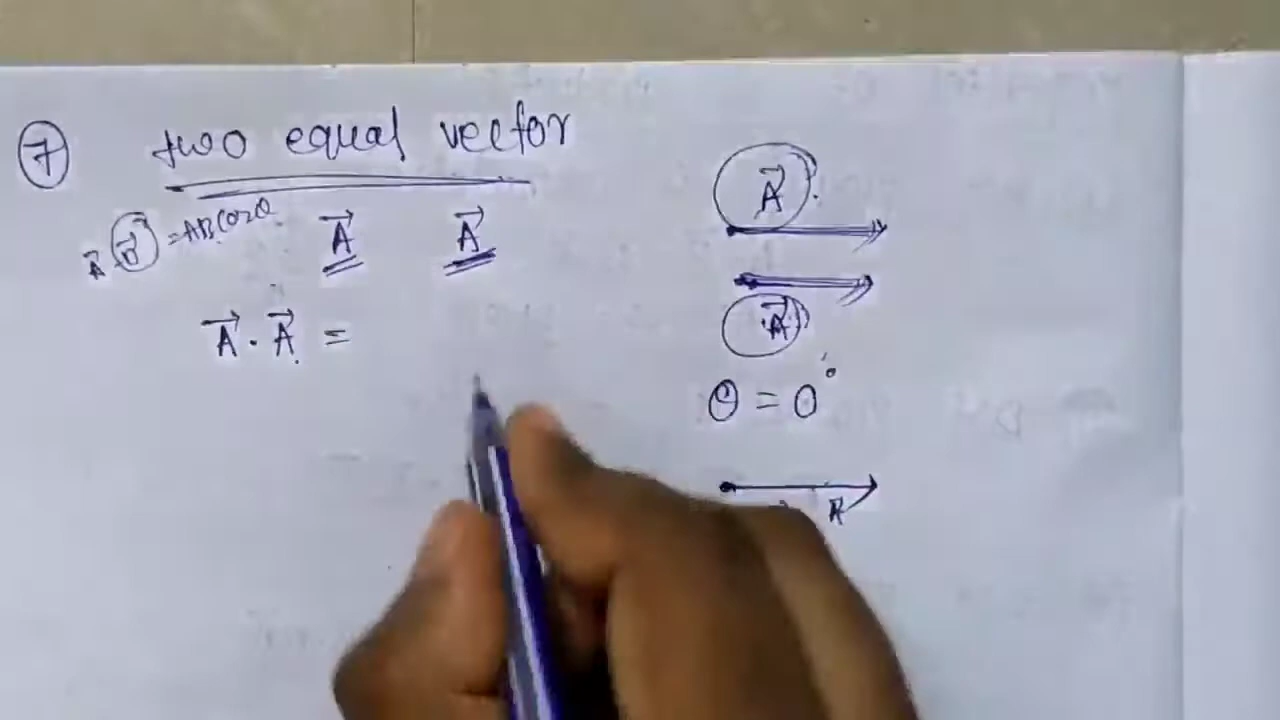 7 two equal vector
A⃗ · B⃗ = AB cos θ
A⃗ A⃗
A⃗ · A⃗ =
A⃗
A⃗
θ = 0°
A⃗